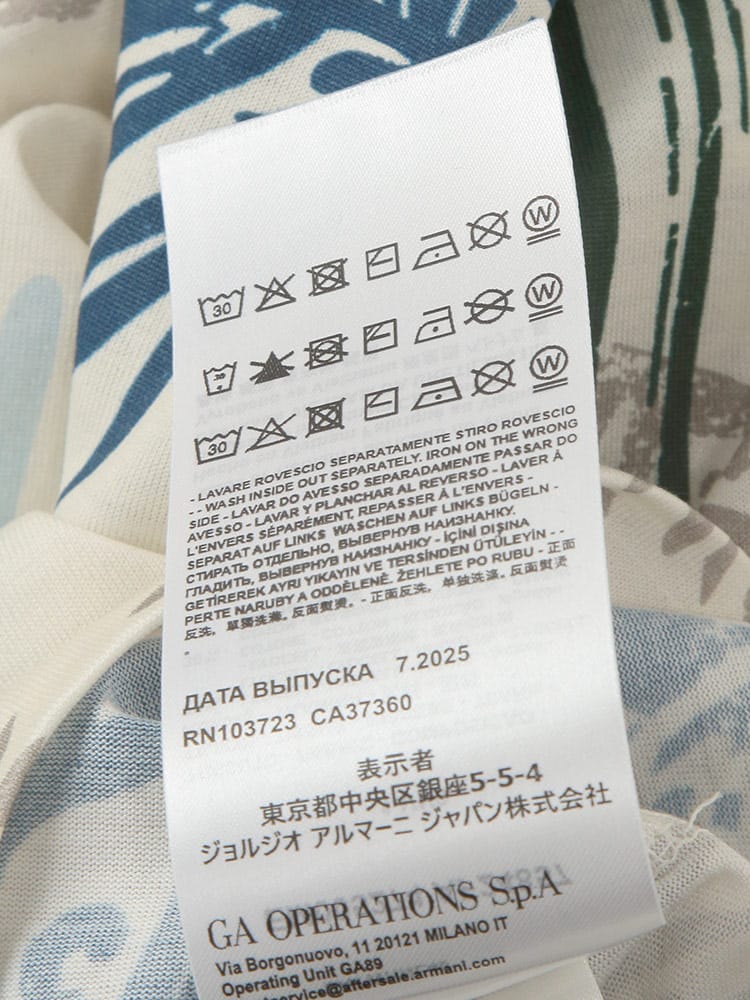 30 W
30 W
30 W
- LAVARE ROVESCIO SEPARATAMENTE STIRO ROVESCIO
- - WASH INSIDE OUT SEPARATELY. IRON ON THE WRONG
SIDE - LAVAR DO AVESSO SEPARADAMENTE PASSAR DO
AVESSO - LAVAR Y PLANCHAR AL REVERSO - LAVER À
L'ENVERS SÉPARÉMENT, REPASSER À L'ENVERS -
SEPARAT AUF LINKS WASCHEN AUF LINKS BÜGELN -
СТИРАТЬ ОТДЕЛЬНО, ВЫВЕРНУВ НАИЗНАНКУ.
ГЛАДИТЬ, ВЫВЕРНУВ НАИЗНАНКУ - İÇİNİ DIŞINA
GETİREREK AYRI YIKAYIN VE TERSİNDEN ÜTÜLEYİN - -
PERTE NARUBY A ODDĚLENĚ. ŽEHLETE PO RUBU - 正面
反洗，單獨洗滌。反面熨燙。- 正面反洗，单独洗涤。反面熨烫。
-
ДАТА ВЫПУСКА 7.2025
RN103723 CA37360
表示者
東京都中央区銀座5-5-4
ジョルジオ アルマーニ ジャパン株式会社
GA OPERATIONS S.p.A
Via Borgonuovo, 11 20121 MILANO IT
Operating Unit GA89